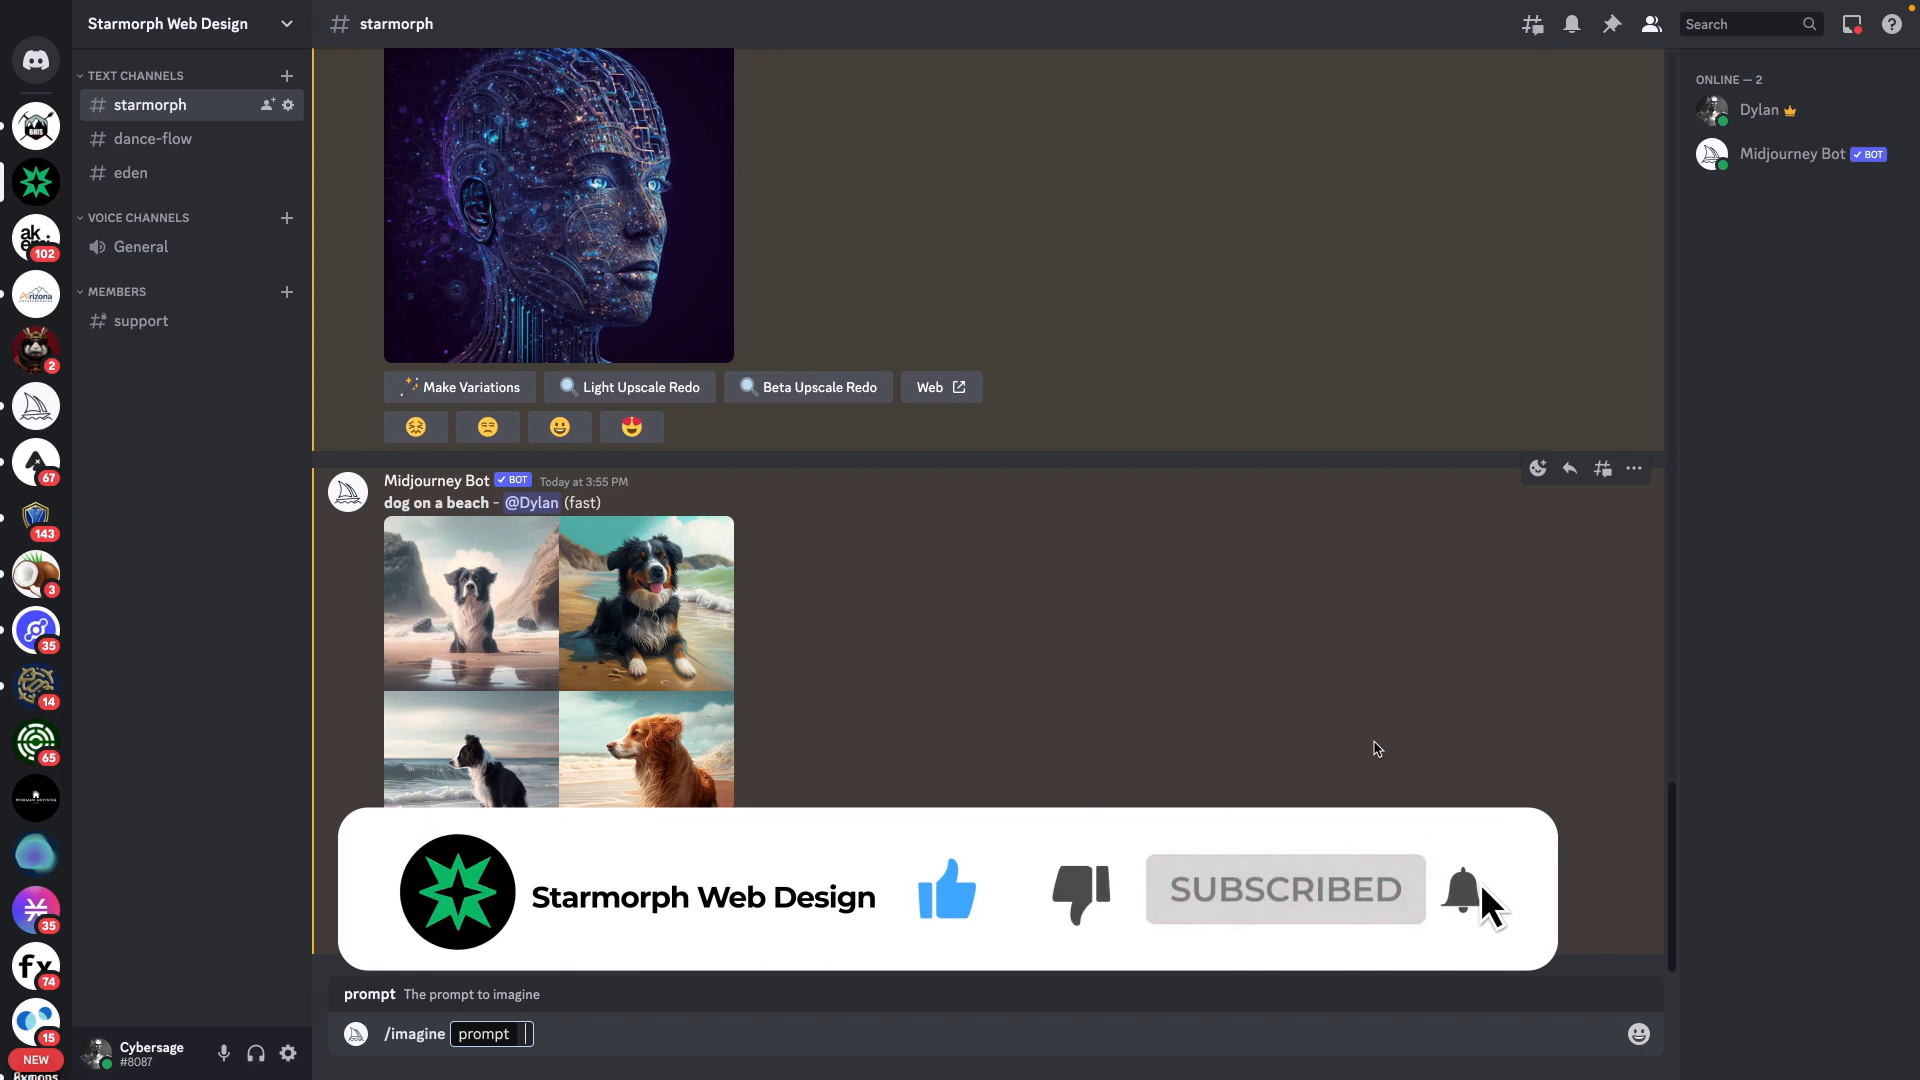 Starmorph Web Design
starmorph
Search
TEXT CHANNELS
starmorph
dance-flow
eden
VOICE CHANNELS
General
MEMBERS
support
BHIS
102
Arizona
2
67
143
3
35
14
65
35
fx
74
15
NEW
Cybersage
#8087
Make Variations
Light Upscale Redo
Beta Upscale Redo
Web
Midjourney Bot ✓ BOT Today at 3:55 PM
dog on a beach - @Dylan (fast)
Starmorph Web Design
SUBSCRIBED
prompt The prompt to imagine
/imagine prompt
ONLINE — 2
Dylan
Midjourney Bot ✓ BOT